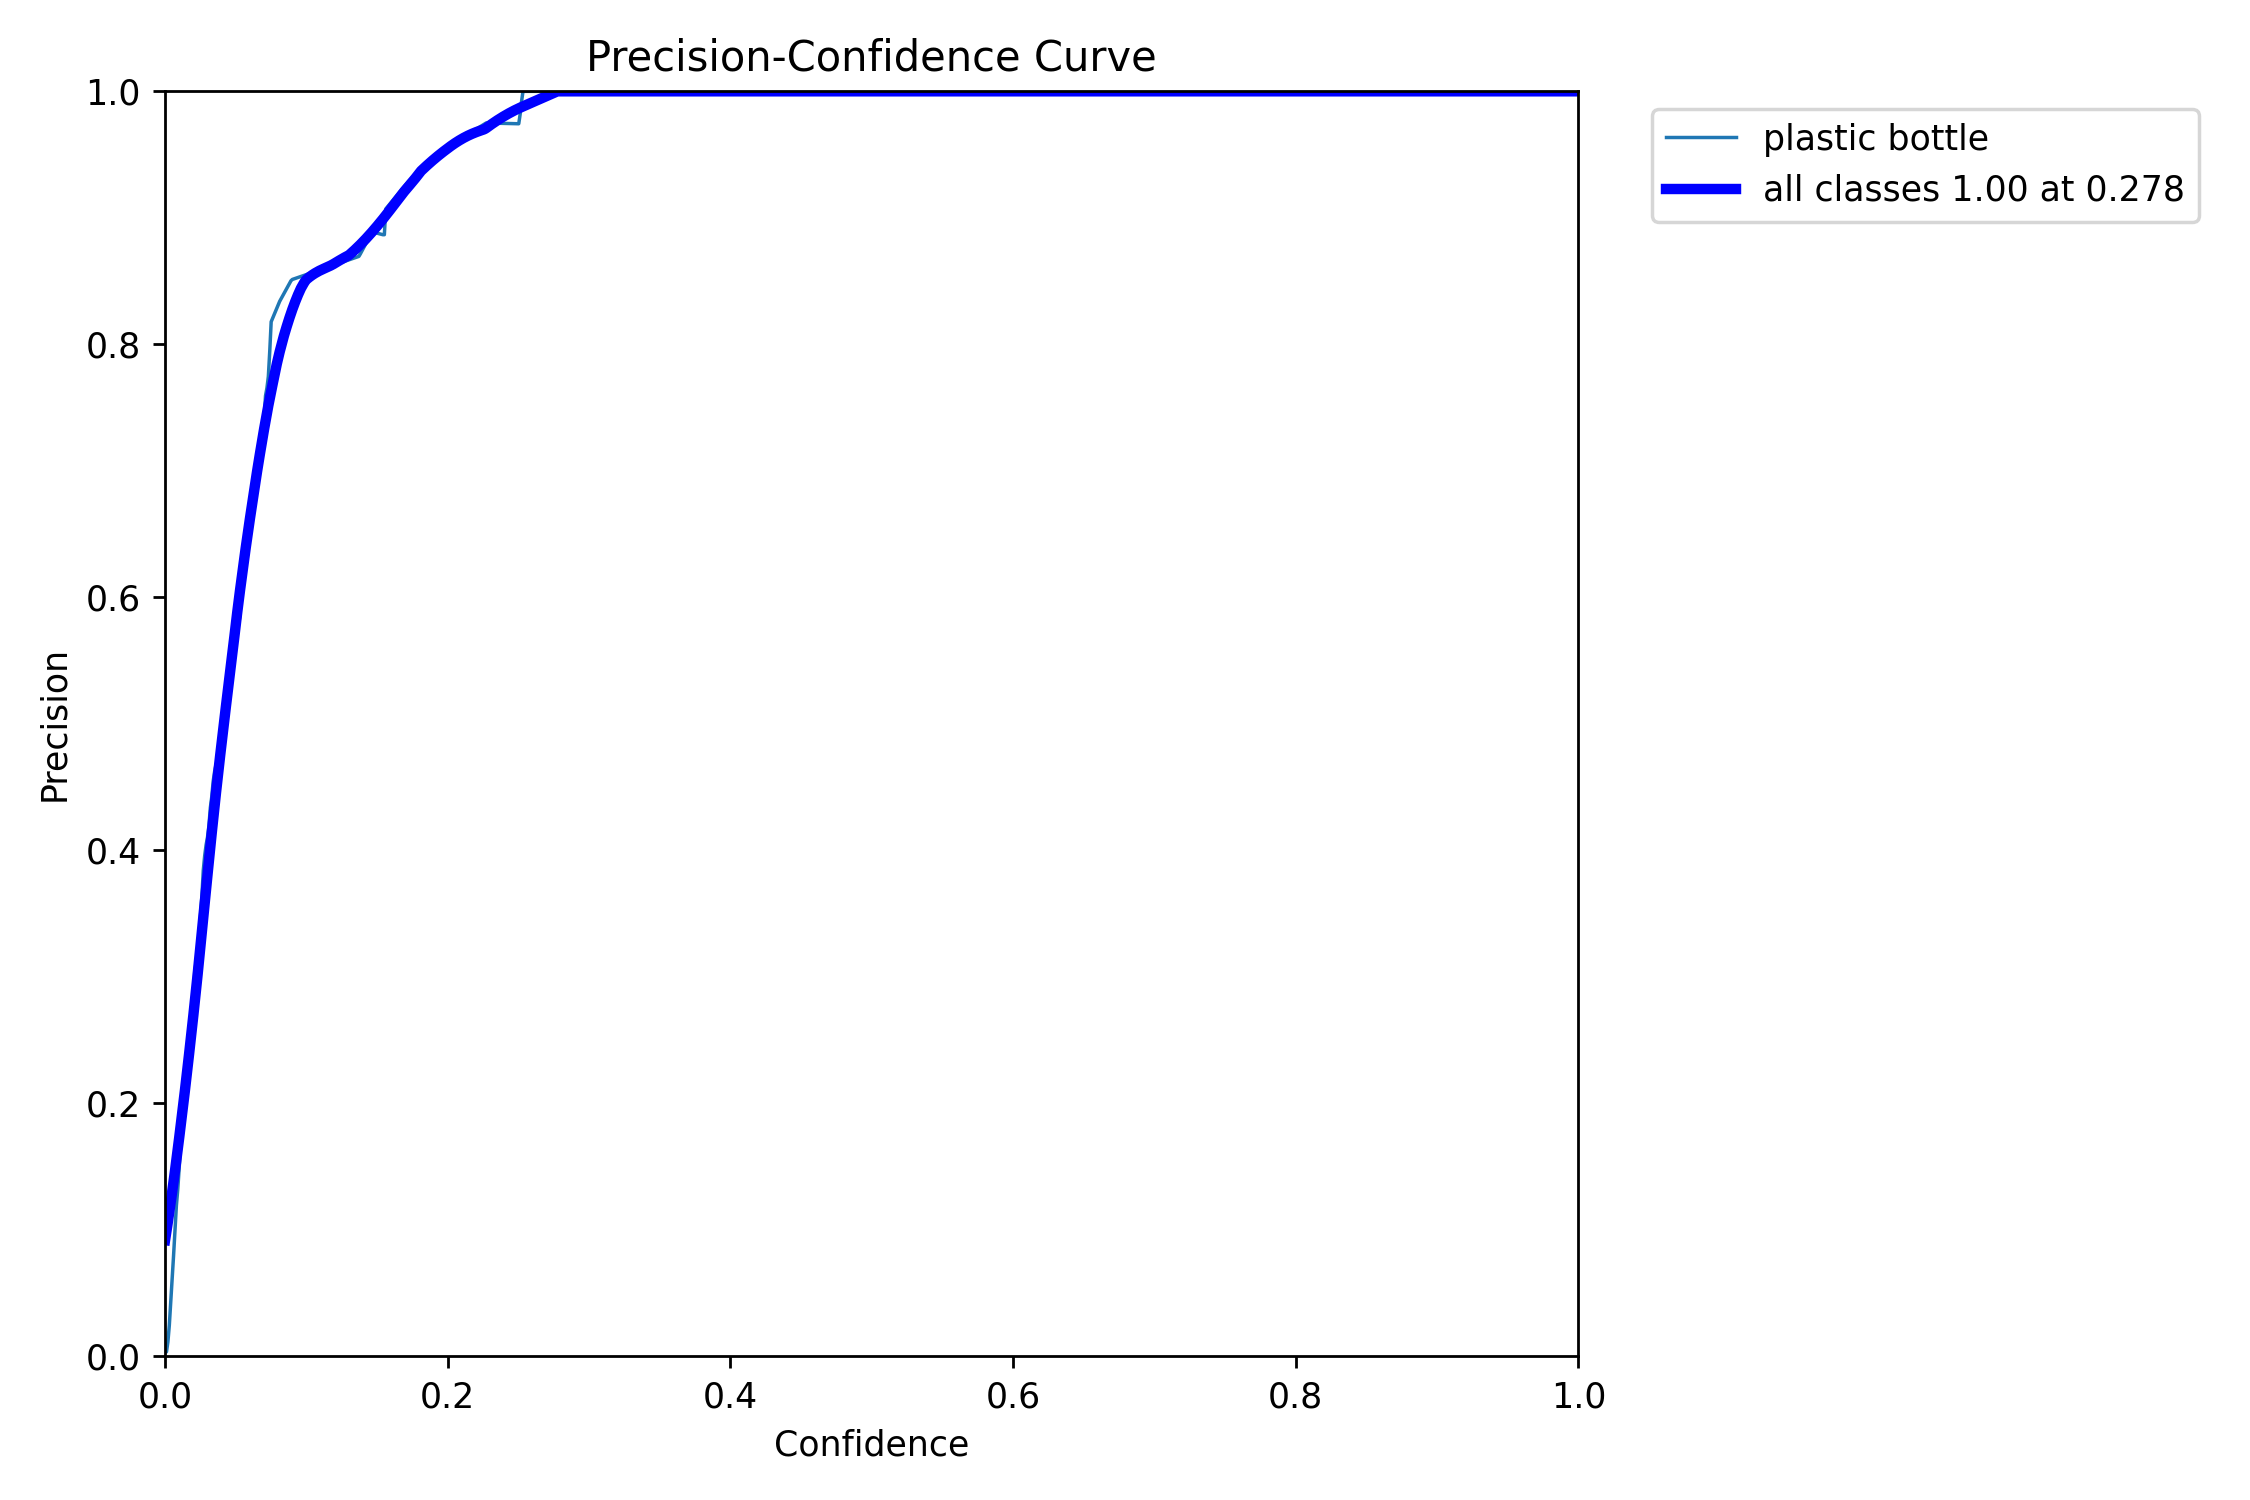 Precision-Confidence Curve
plastic bottle
all classes 1.00 at 0.278
1.0
0.8
0.6
0.4
0.2
0.0
Precision
0.0 0.2 0.4 0.6 0.8 1.0
Confidence